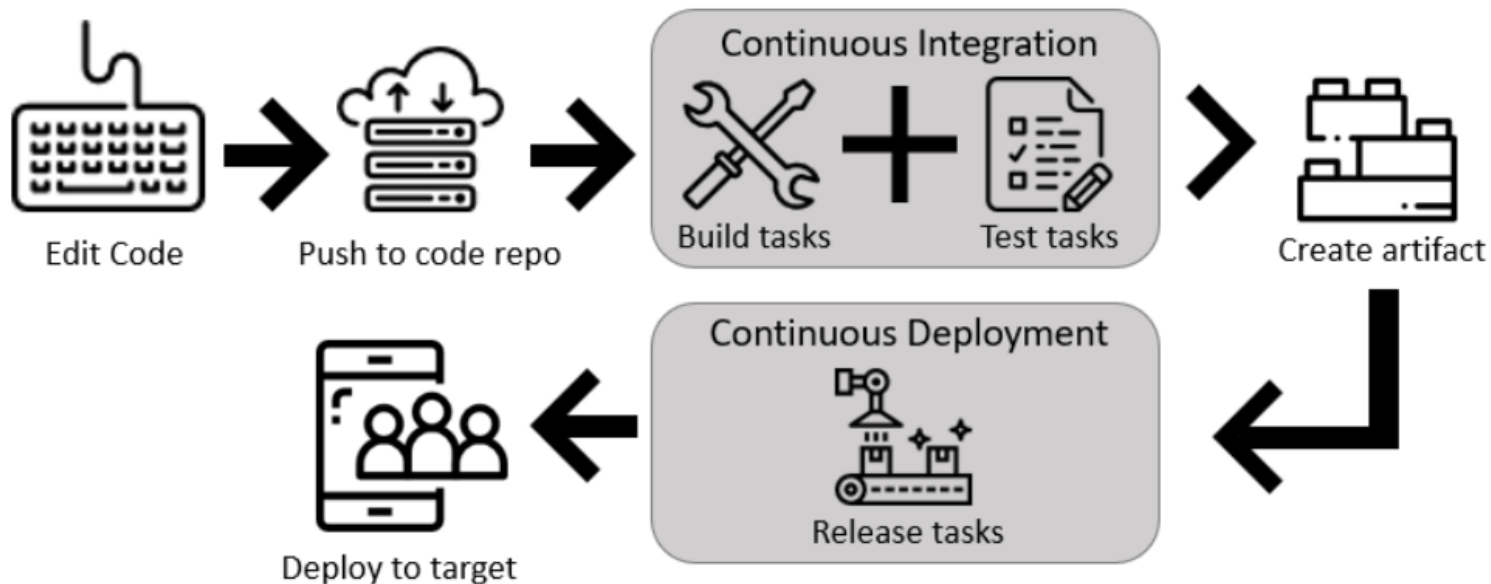 Continuous Integration
Edit Code
Push to code repo
Build tasks
Test tasks
Create artifact
Continuous Deployment
Release tasks
Deploy to target